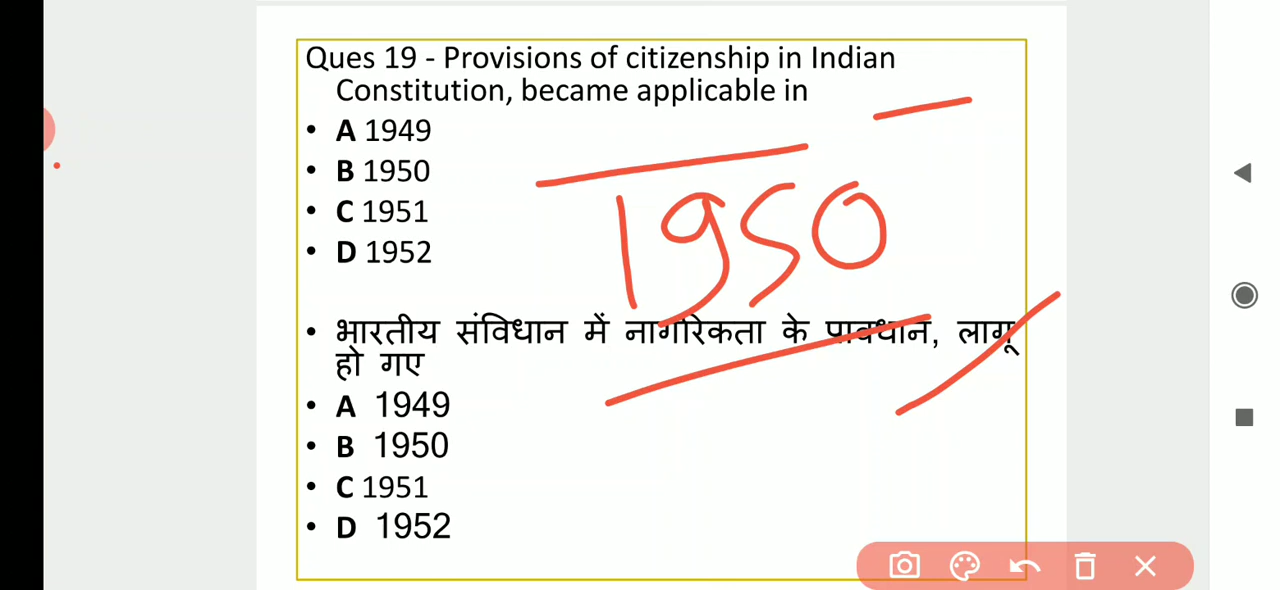 Ques 19 - Provisions of citizenship in Indian
Constitution, became applicable in
• A 1949
• B 1950
• C 1951
• D 1952
1950
• भारतीय संविधान में नागरिकता के प्रावधान, लागू
हो गए
• A 1949
• B 1950
• C 1951
• D 1952